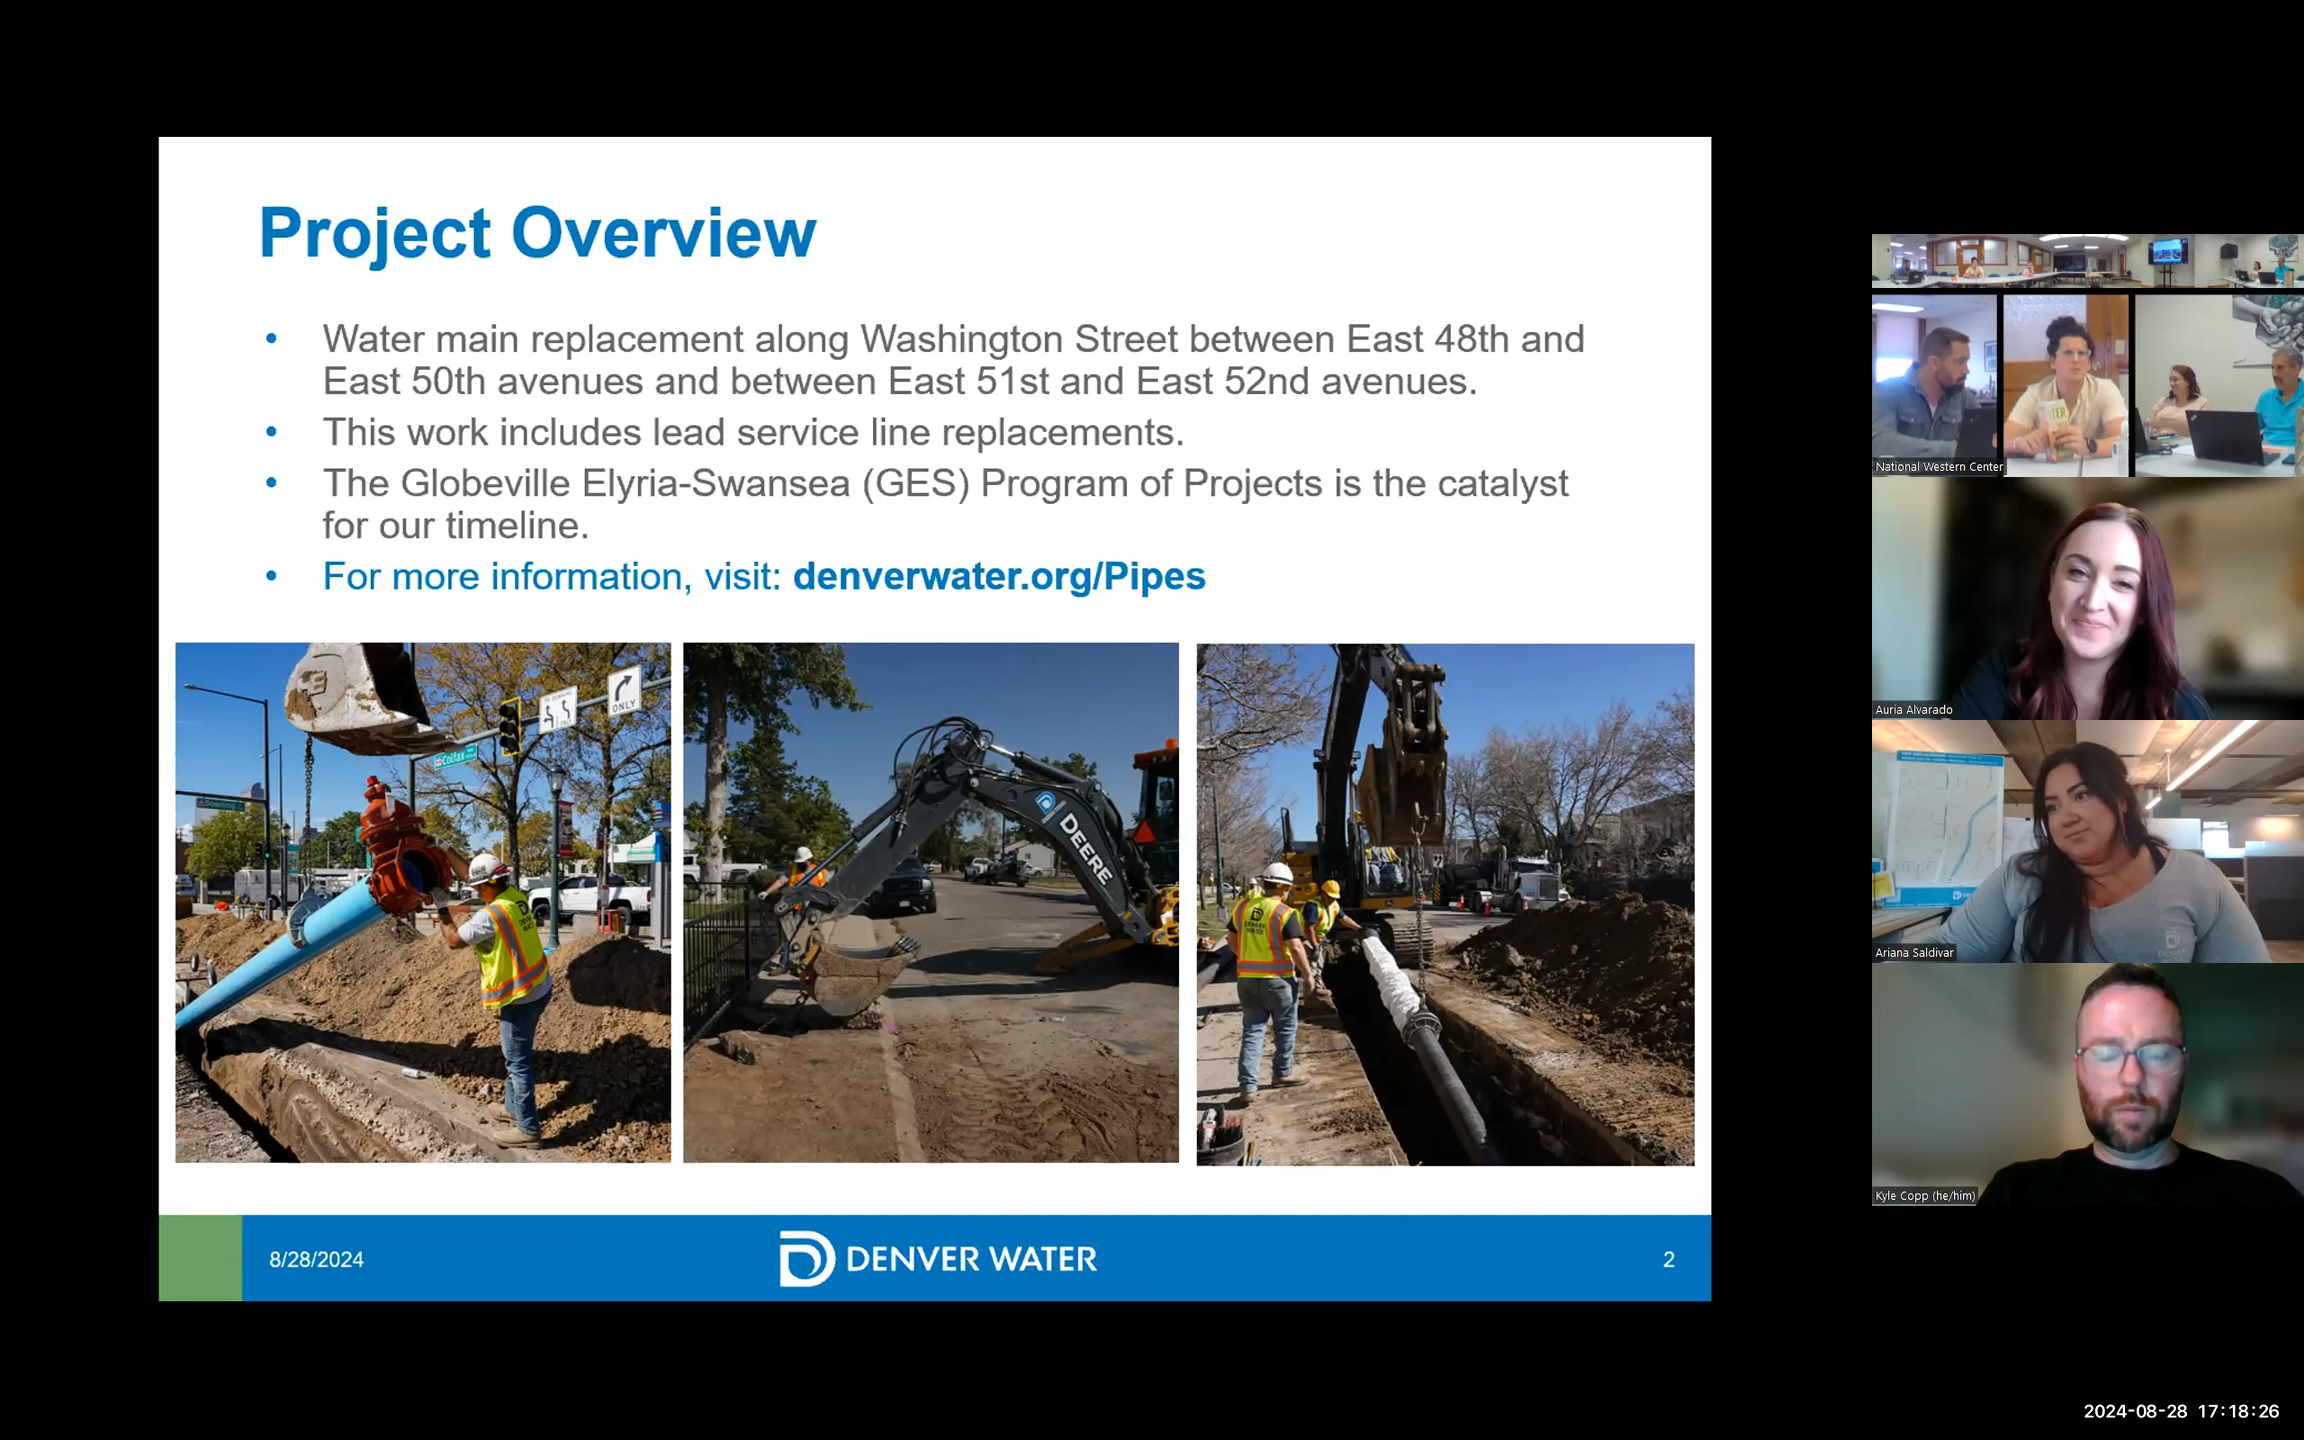 Project Overview
• Water main replacement along Washington Street between East 48th and
East 50th avenues and between East 51st and East 52nd avenues.
• This work includes lead service line replacements.
• The Globeville Elyria-Swansea (GES) Program of Projects is the catalyst
for our timeline.
• For more information, visit: denverwater.org/Pipes
ONLY
Colfax
Downing
DEERE
8/28/2024
DENVER WATER
2
National Western Center
Auria Alvarado
Ariana Saldivar
Kyle Copp (he/him)
2024-08-28 17:18:26